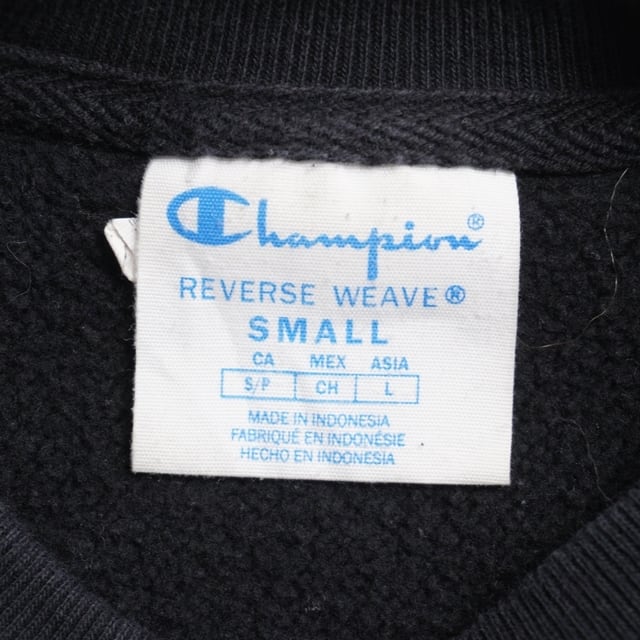 Champion®
REVERSE WEAVE®
SMALL
CA MEX ASIA
S/P CH L
MADE IN INDONESIA
FABRIQUÉ EN INDONÉSIE
HECHO EN INDONESIA